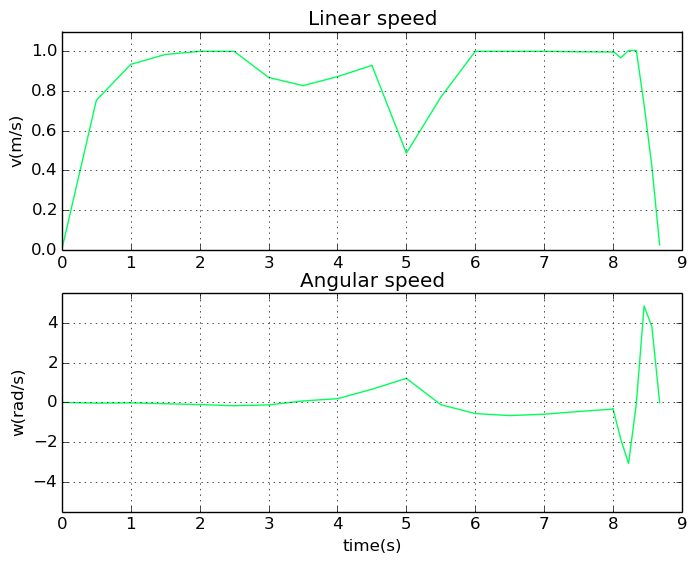 Linear speed
v(m/s)
1.0
0.8
0.6
0.4
0.2
0.0
0 1 2 3 4 5 6 7 8 9
Angular speed
w(rad/s)
4
2
0
−2
−4
0 1 2 3 4 5 6 7 8 9
time(s)